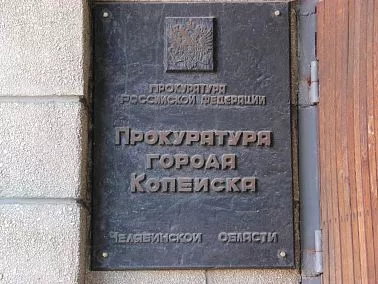 Прокуратура
Российской Федерации
Прокуратура
города
Копейска
Челябинской области